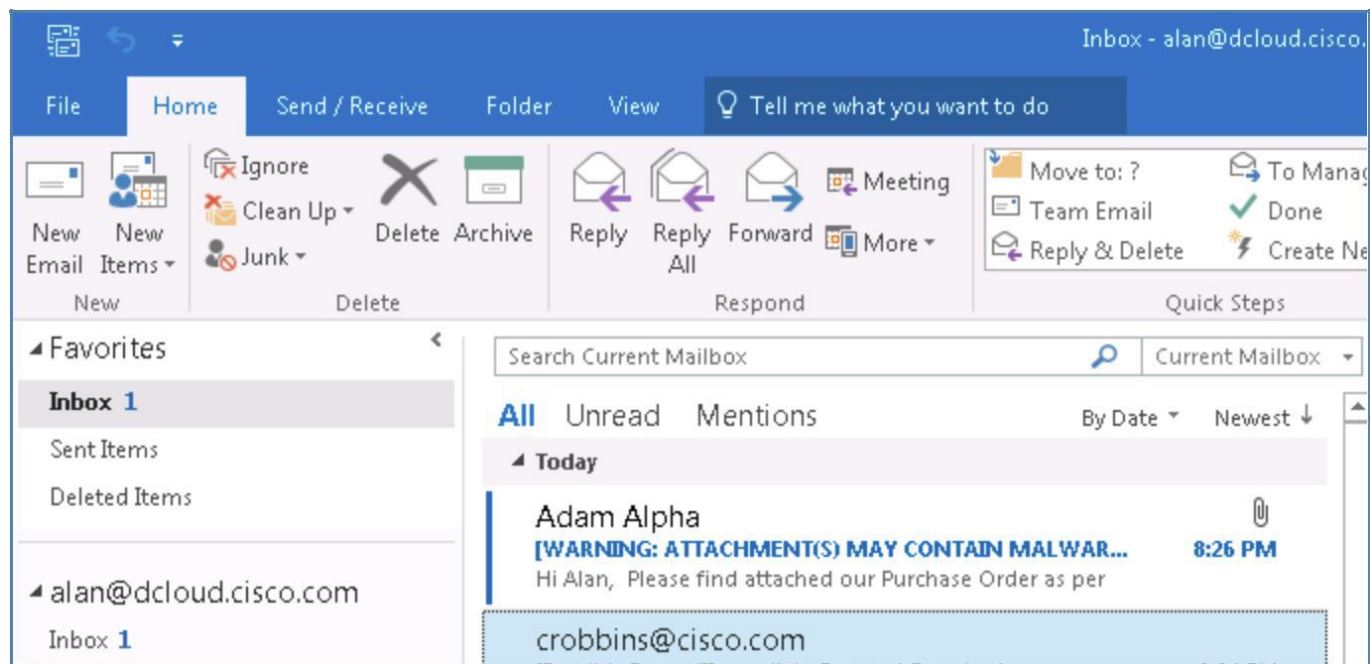 Inbox - alan@dcloud.cisco.
File Home Send / Receive Folder View Tell me what you want to do
New Email
New Items
Ignore
Clean Up
Junk
Delete
Archive
Reply
Reply All
Forward
Meeting
More
Move to: ?
Team Email
Reply & Delete
To Manag
Done
Create Ne
New Delete Respond Quick Steps
Favorites
Inbox 1
Sent Items
Deleted Items
alan@dcloud.cisco.com
Inbox 1
Search Current Mailbox Current Mailbox
All Unread Mentions By Date Newest ↓
Today
Adam Alpha
[WARNING: ATTACHMENT(S) MAY CONTAIN MALWAR... 8:26 PM
Hi Alan, Please find attached our Purchase Order as per
crobbins@cisco.com